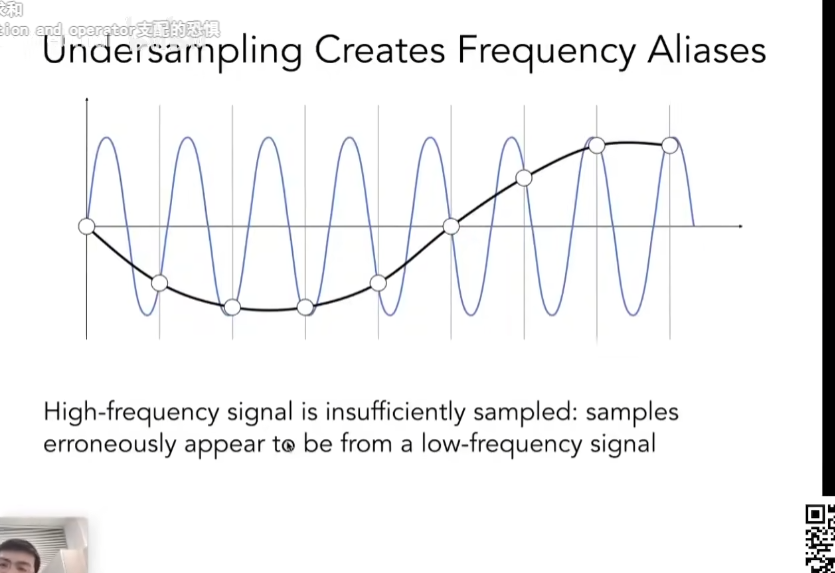 和
tion and operator支配的恐惧
Undersampling Creates Frequency Aliases
High-frequency signal is insufficiently sampled: samples
erroneously appear to be from a low-frequency signal